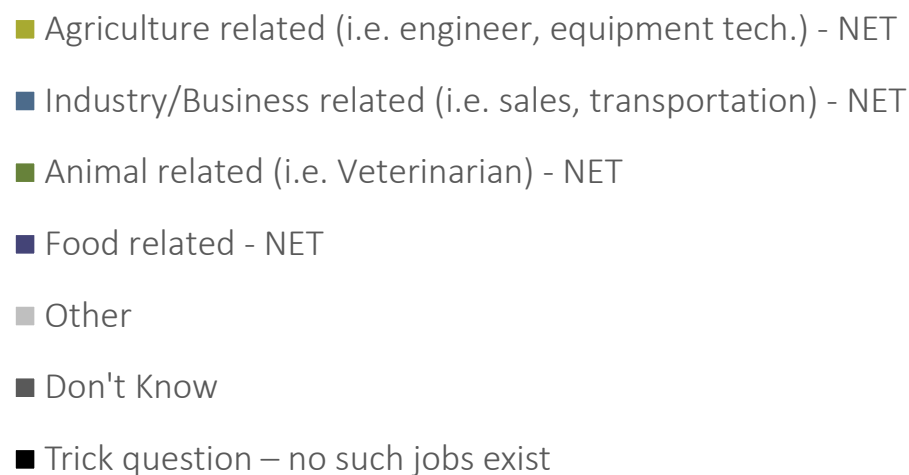 Agriculture related (i.e. engineer, equipment tech.) - NET
Industry/Business related (i.e. sales, transportation) - NET
Animal related (i.e. Veterinarian) - NET
Food related - NET
Other
Don't Know
Trick question – no such jobs exist